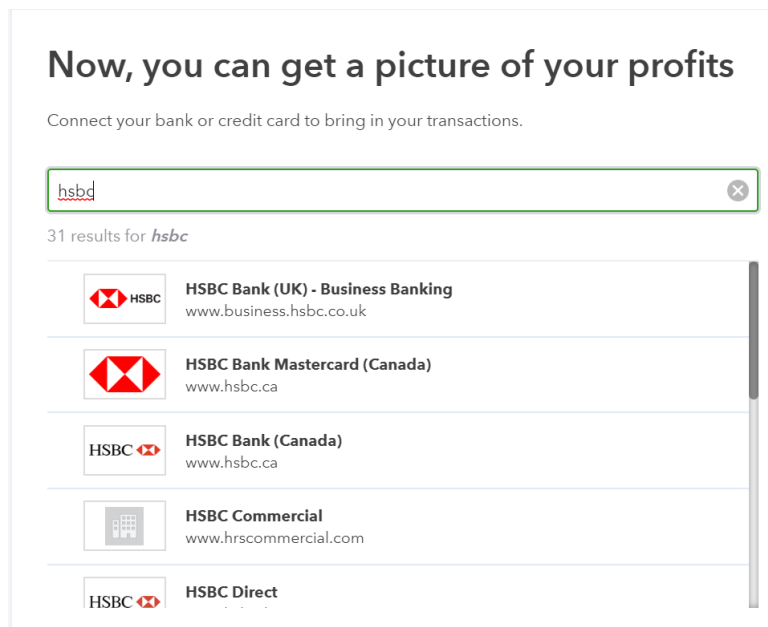 Now, you can get a picture of your profits
Connect your bank or credit card to bring in your transactions.
hsbc
31 results for hsbc
HSBC
HSBC Bank (UK) - Business Banking
www.business.hsbc.co.uk
HSBC Bank Mastercard (Canada)
www.hsbc.ca
HSBC
HSBC Bank (Canada)
www.hsbc.ca
HSBC Commercial
www.hrscommercial.com
HSBC
HSBC Direct